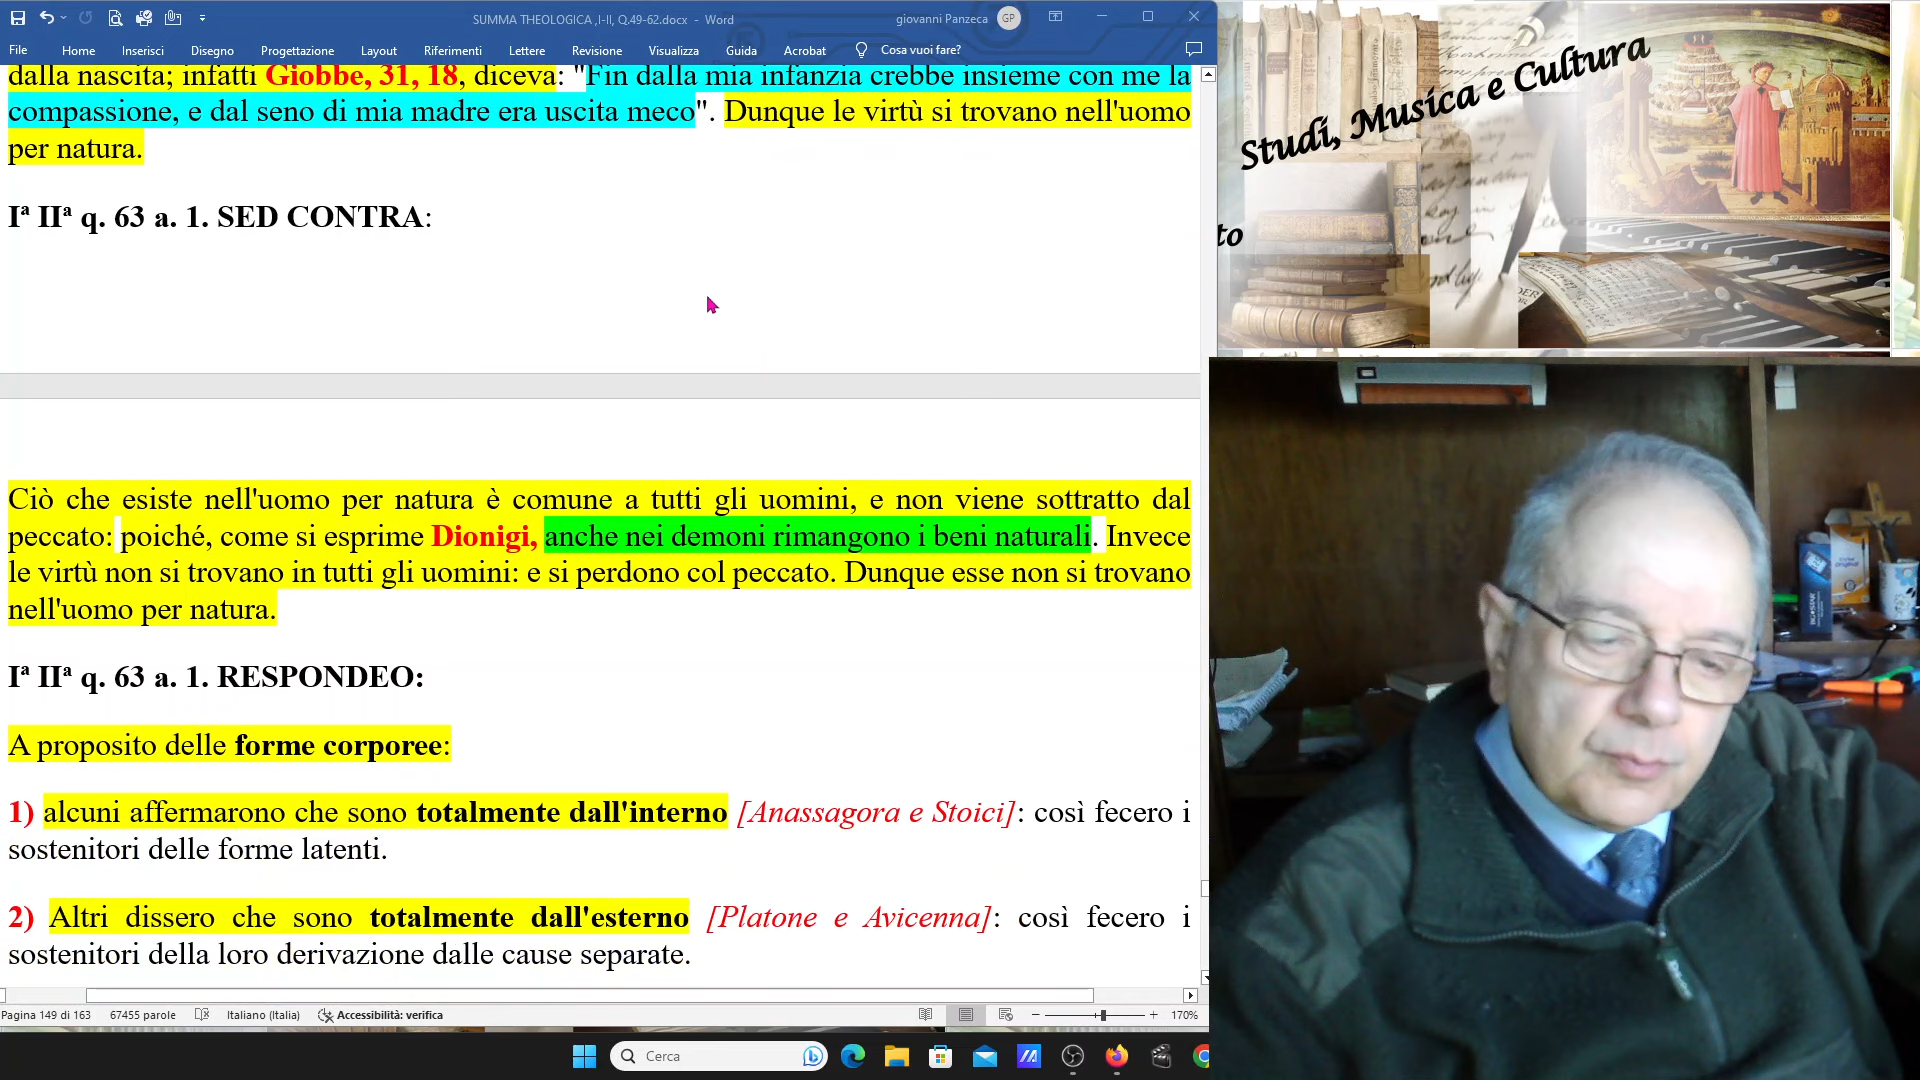 SUMMA THEOLOGICA ,I-II, Q.49-62.docx - Word
giovanni Panzeca
GP
File Home Inserisci Disegno Progettazione Layout Riferimenti Lettere Revisione Visualizza Guida Acrobat Cosa vuoi fare?
dalla nascita; infatti Giobbe, 31, 18, diceva: "Fin dalla mia infanzia crebbe insieme con me la
compassione, e dal seno di mia madre era uscita meco". Dunque le virtù si trovano nell'uomo
per natura.
Iª IIª q. 63 a. 1. SED CONTRA:
Ciò che esiste nell'uomo per natura è comune a tutti gli uomini, e non viene sottratto dal
peccato: poiché, come si esprime Dionigi, anche nei demoni rimangono i beni naturali. Invece
le virtù non si trovano in tutti gli uomini: e si perdono col peccato. Dunque esse non si trovano
nell'uomo per natura.
Iª IIª q. 63 a. 1. RESPONDEO:
A proposito delle forme corporee:
1) alcuni affermarono che sono totalmente dall'interno [Anassagora e Stoici]: così fecero i
sostenitori delle forme latenti.
2) Altri dissero che sono totalmente dall'esterno [Platone e Avicenna]: così fecero i
sostenitori della loro derivazione dalle cause separate.
Pagina 149 di 163 67455 parole Italiano (Italia) Accessibilità: verifica 170%
Cerca
Studi, Musica e Cultura
to